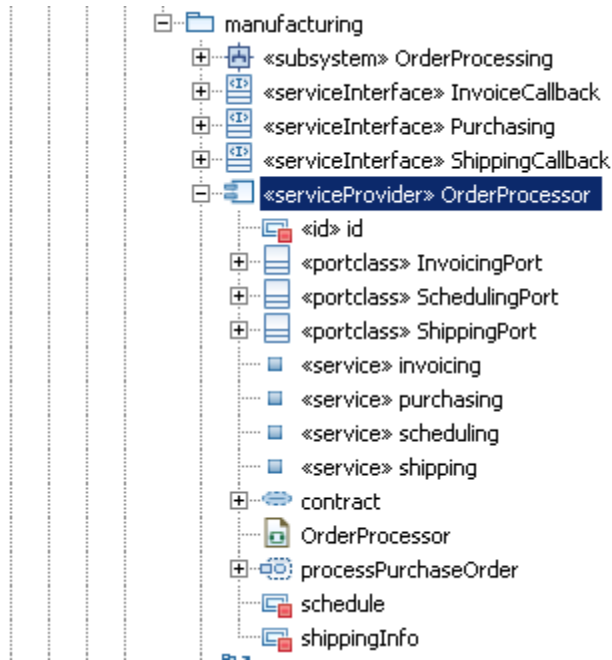 manufacturing
«subsystem» OrderProcessing
«serviceInterface» InvoiceCallback
«serviceInterface» Purchasing
«serviceInterface» ShippingCallback
«serviceProvider» OrderProcessor
«id» id
«portclass» InvoicingPort
«portclass» SchedulingPort
«portclass» ShippingPort
«service» invoicing
«service» purchasing
«service» scheduling
«service» shipping
contract
OrderProcessor
processPurchaseOrder
schedule
shippingInfo